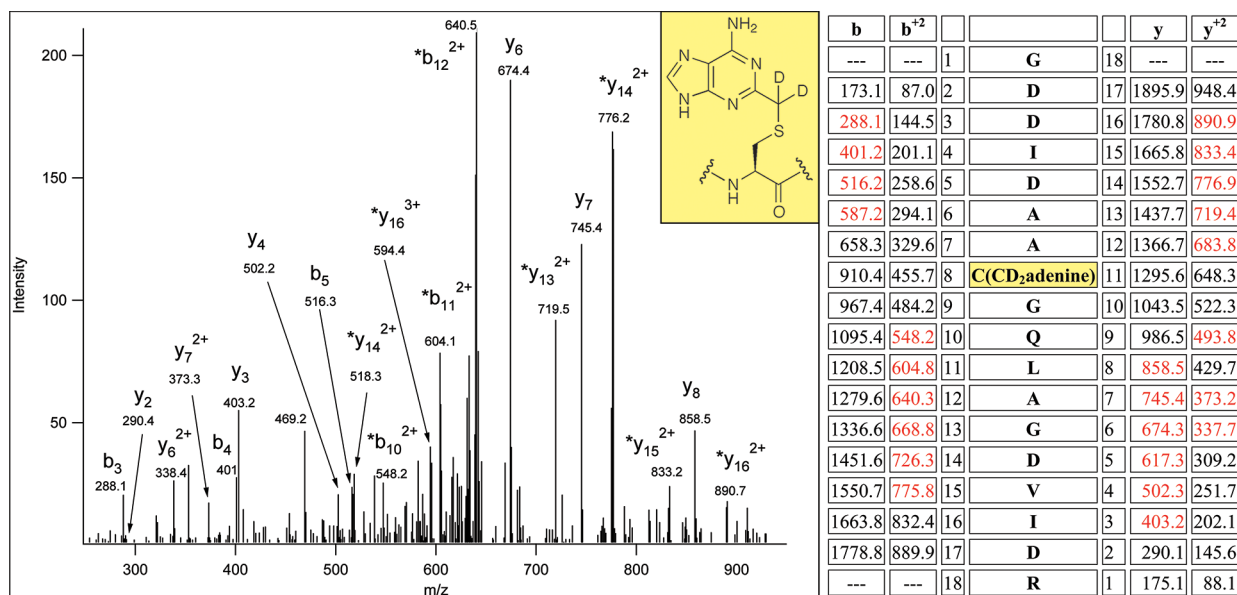 200
150
100
50
Intensity
300
400
500
600
700
800
900
m/z
640.5
*b12 2+
y6
674.4
*y14 2+
776.2
y7
745.4
*y16 3+
594.4
y4
502.2
b5
516.3
*y14 2+
518.3
*b11 2+
604.1
*y13 2+
719.5
y7 2+
373.3
y2
290.4
y3
403.2
469.2
y8
858.5
b3
288.1
y6 2+
338.4
b4
401
*b10 2+
548.2
*y15 2+
833.2
*y16 2+
890.7
NH2
N
N
N
H
N
D
D
S
N
H
O
b b+2 y y+2
--- --- 1 G 18 --- ---
173.1 87.0 2 D 17 1895.9 948.4
288.1 144.5 3 D 16 1780.8 890.9
401.2 201.1 4 I 15 1665.8 833.4
516.2 258.6 5 D 14 1552.7 776.9
587.2 294.1 6 A 13 1437.7 719.4
658.3 329.6 7 A 12 1366.7 683.8
910.4 455.7 8 C(CD2adenine) 11 1295.6 648.3
967.4 484.2 9 G 10 1043.5 522.3
1095.4 548.2 10 Q 9 986.5 493.8
1208.5 604.8 11 L 8 858.5 429.7
1279.6 640.3 12 A 7 745.4 373.2
1336.6 668.8 13 G 6 674.3 337.7
1451.6 726.3 14 D 5 617.3 309.2
1550.7 775.8 15 V 4 502.3 251.7
1663.8 832.4 16 I 3 403.2 202.1
1778.8 889.9 17 D 2 290.1 145.6
--- --- 18 R 1 175.1 88.1